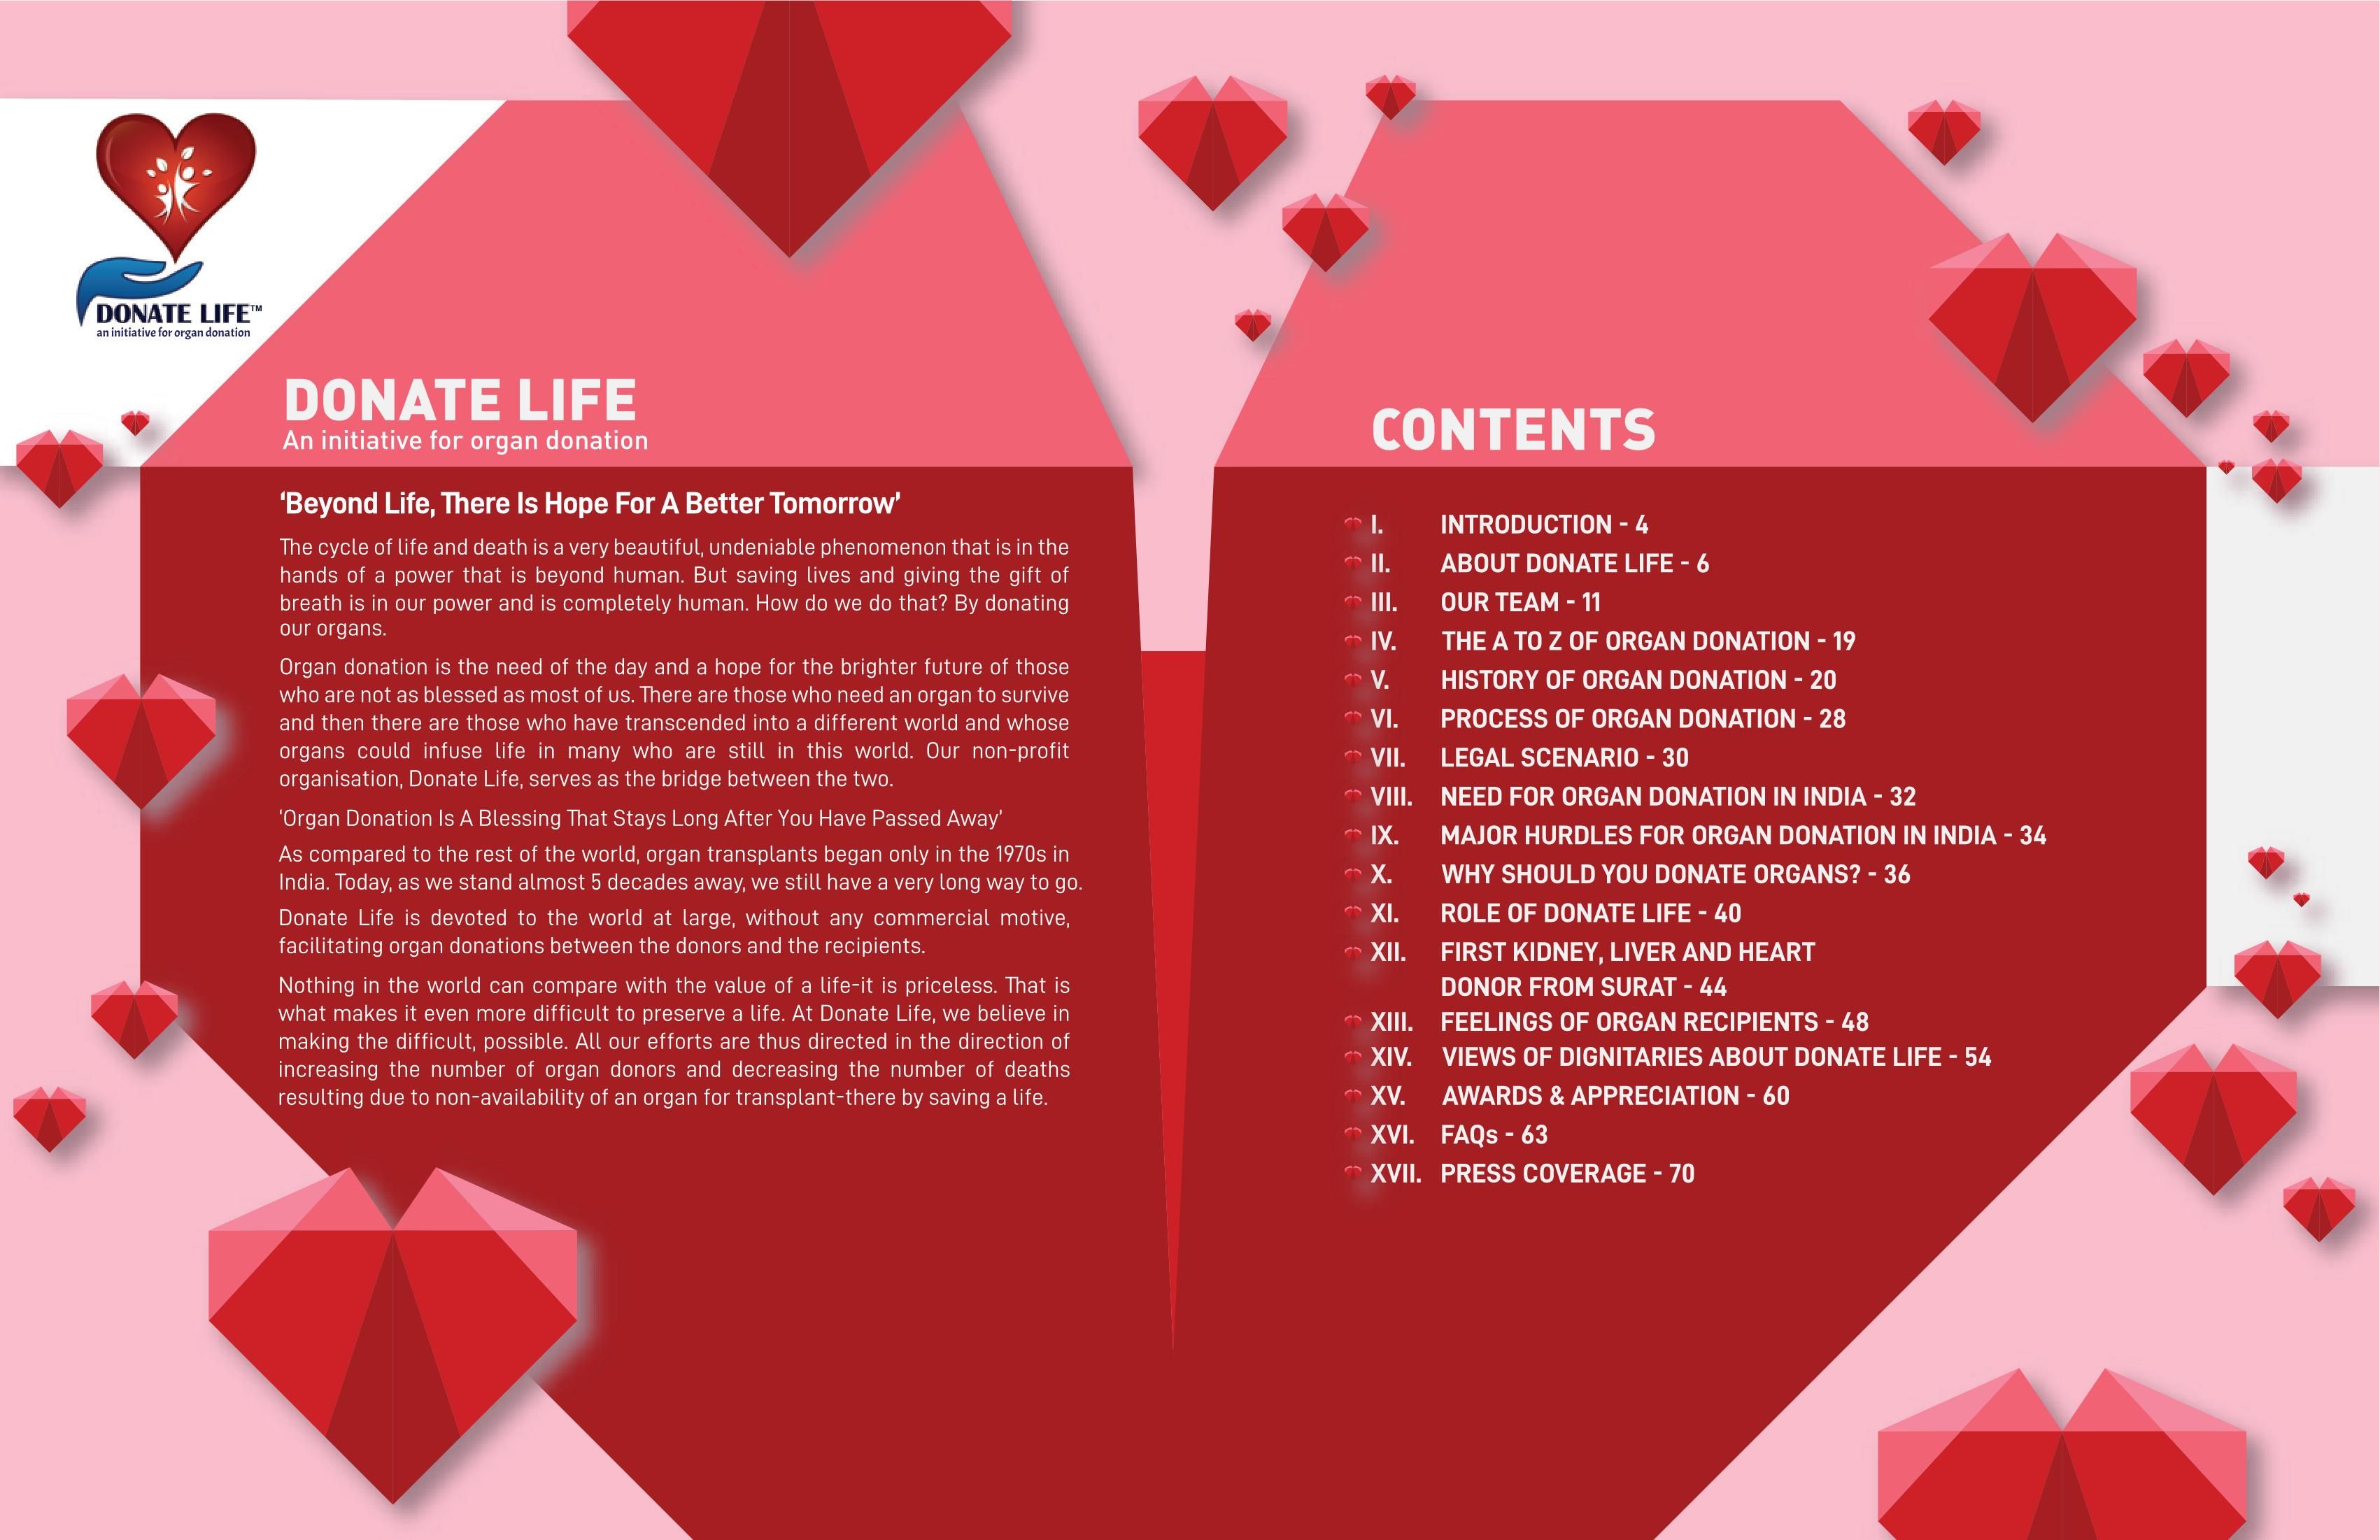 DONATE LIFE™
an initiative for organ donation
DONATE LIFE
An initiative for organ donation
‘Beyond Life, There Is Hope For A Better Tomorrow’
The cycle of life and death is a very beautiful, undeniable phenomenon that is in the
hands of a power that is beyond human. But saving lives and giving the gift of
breath is in our power and is completely human. How do we do that? By donating
our organs.
Organ donation is the need of the day and a hope for the brighter future of those
who are not as blessed as most of us. There are those who need an organ to survive
and then there are those who have transcended into a different world and whose
organs could infuse life in many who are still in this world. Our non-profit
organisation, Donate Life, serves as the bridge between the two.
'Organ Donation Is A Blessing That Stays Long After You Have Passed Away'
As compared to the rest of the world, organ transplants began only in the 1970s in
India. Today, as we stand almost 5 decades away, we still have a very long way to go.
Donate Life is devoted to the world at large, without any commercial motive,
facilitating organ donations between the donors and the recipients.
Nothing in the world can compare with the value of a life-it is priceless. That is
what makes it even more difficult to preserve a life. At Donate Life, we believe in
making the difficult, possible. All our efforts are thus directed in the direction of
increasing the number of organ donors and decreasing the number of deaths
resulting due to non-availability of an organ for transplant-there by saving a life.
CONTENTS
I. INTRODUCTION - 4
II. ABOUT DONATE LIFE - 6
III. OUR TEAM - 11
IV. THE A TO Z OF ORGAN DONATION - 19
V. HISTORY OF ORGAN DONATION - 20
VI. PROCESS OF ORGAN DONATION - 28
VII. LEGAL SCENARIO - 30
VIII. NEED FOR ORGAN DONATION IN INDIA - 32
IX. MAJOR HURDLES FOR ORGAN DONATION IN INDIA - 34
X. WHY SHOULD YOU DONATE ORGANS? - 36
XI. ROLE OF DONATE LIFE - 40
XII. FIRST KIDNEY, LIVER AND HEART
DONOR FROM SURAT - 44
XIII. FEELINGS OF ORGAN RECIPIENTS - 48
XIV. VIEWS OF DIGNITARIES ABOUT DONATE LIFE - 54
XV. AWARDS & APPRECIATION - 60
XVI. FAQs - 63
XVII. PRESS COVERAGE - 70